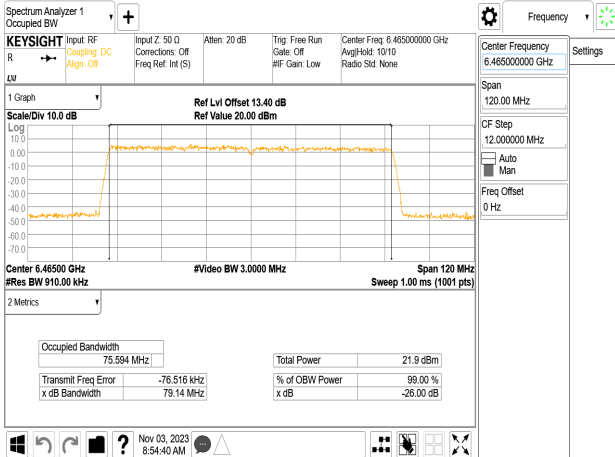 Spectrum Analyzer 1
Occupied BW
Frequency
KEYSIGHT
R
LXI
Input: RF
Coupling: DC
Align: Off
Input Z: 50 Ω
Corrections: Off
Freq Ref: Int (S)
Atten: 20 dB
Trig: Free Run
Gate: Off
#IF Gain: Low
Center Freq: 6.465000000 GHz
Avg|Hold: 10/10
Radio Std: None
Center Frequency
6.465000000 GHz
Settings
Span
120.00 MHz
CF Step
12.000000 MHz
Auto
Man
Freq Offset
0 Hz
1 Graph
Ref Lvl Offset 13.40 dB
Scale/Div 10.0 dB
Ref Value 20.00 dBm
Log
10.0
0.00
-10.0
-20.0
-30.0
-40.0
-50.0
-60.0
-70.0
Center 6.46500 GHz
#Video BW 3.0000 MHz
Span 120 MHz
#Res BW 910.00 kHz
Sweep 1.00 ms (1001 pts)
2 Metrics
Occupied Bandwidth
75.594 MHz
Total Power 21.9 dBm
Transmit Freq Error -76.516 kHz
% of OBW Power 99.00 %
x dB Bandwidth 79.14 MHz
x dB -26.00 dB
?
Nov 03, 2023
8:54:40 AM